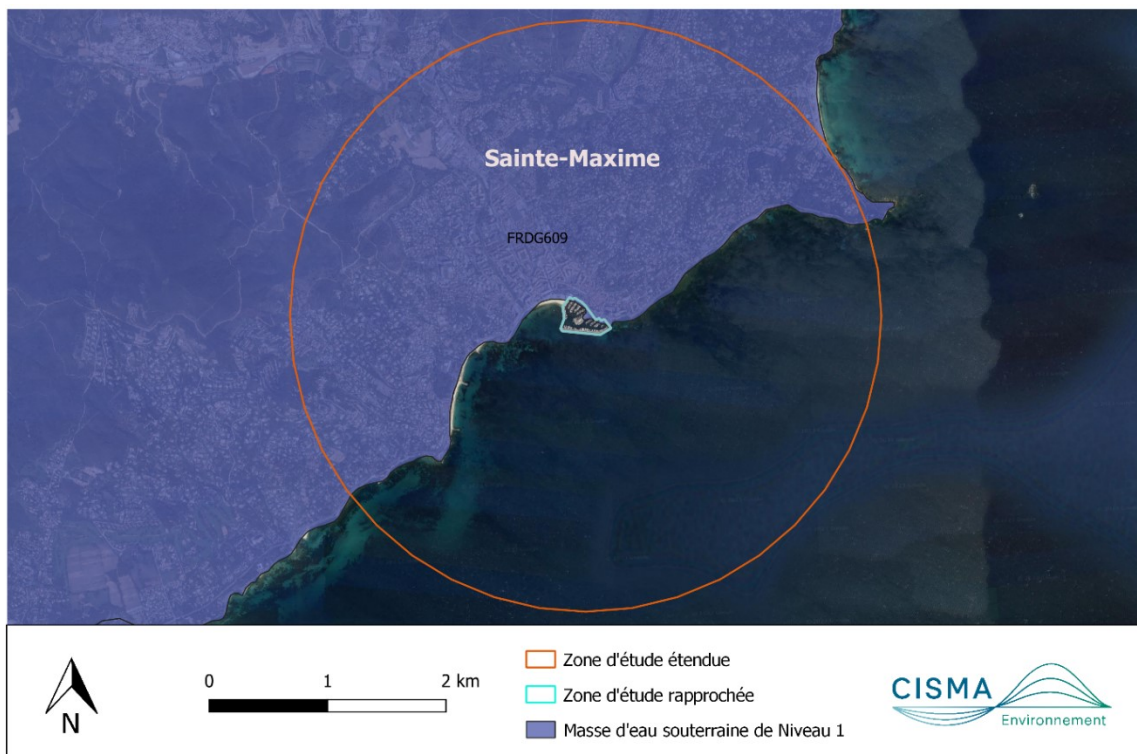 Sainte-Maxime
FRDG609
N
0 1 2 km
Zone d'étude étendue
Zone d'étude rapprochée
Masse d'eau souterraine de Niveau 1
CISMA
Environnement